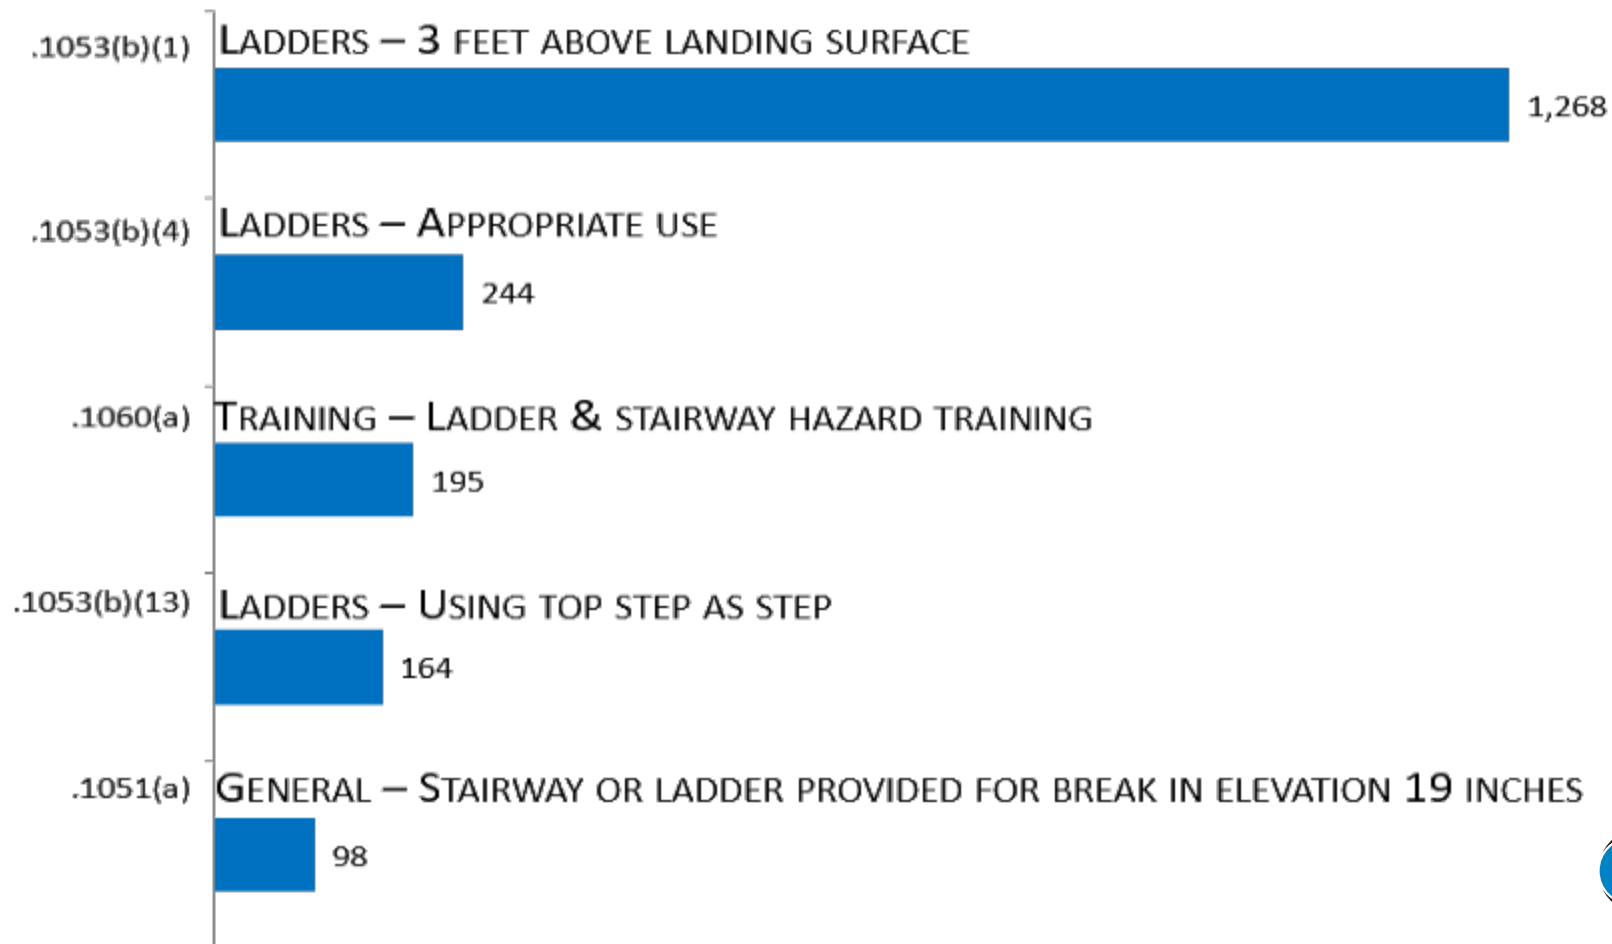 .1053(b)(1) LADDERS – 3 FEET ABOVE LANDING SURFACE
1,268
.1053(b)(4) LADDERS – APPROPRIATE USE
244
.1060(a) TRAINING – LADDER & STAIRWAY HAZARD TRAINING
195
.1053(b)(13) LADDERS – USING TOP STEP AS STEP
164
.1051(a) GENERAL – STAIRWAY OR LADDER PROVIDED FOR BREAK IN ELEVATION 19 INCHES
98